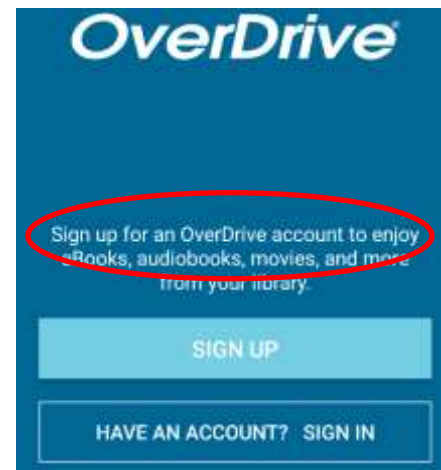 OverDrive
Sign up for an OverDrive account to enjoy
eBooks, audiobooks, movies, and more
from your library.
SIGN UP
HAVE AN ACCOUNT? SIGN IN